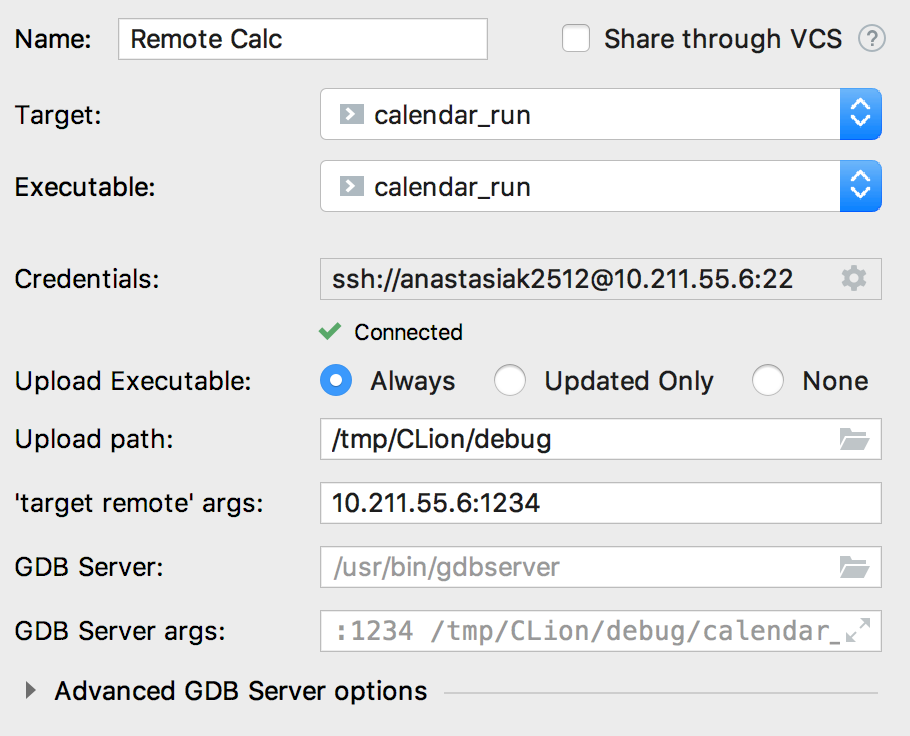 Name: Remote Calc Share through VCS ?
Target: calendar_run
Executable: calendar_run
Credentials: ssh://anastasiak2512@10.211.55.6:22
Connected
Upload Executable: Always Updated Only None
Upload path: /tmp/CLion/debug
'target remote' args: 10.211.55.6:1234
GDB Server: /usr/bin/gdbserver
GDB Server args: :1234 /tmp/CLion/debug/calendar_
Advanced GDB Server options